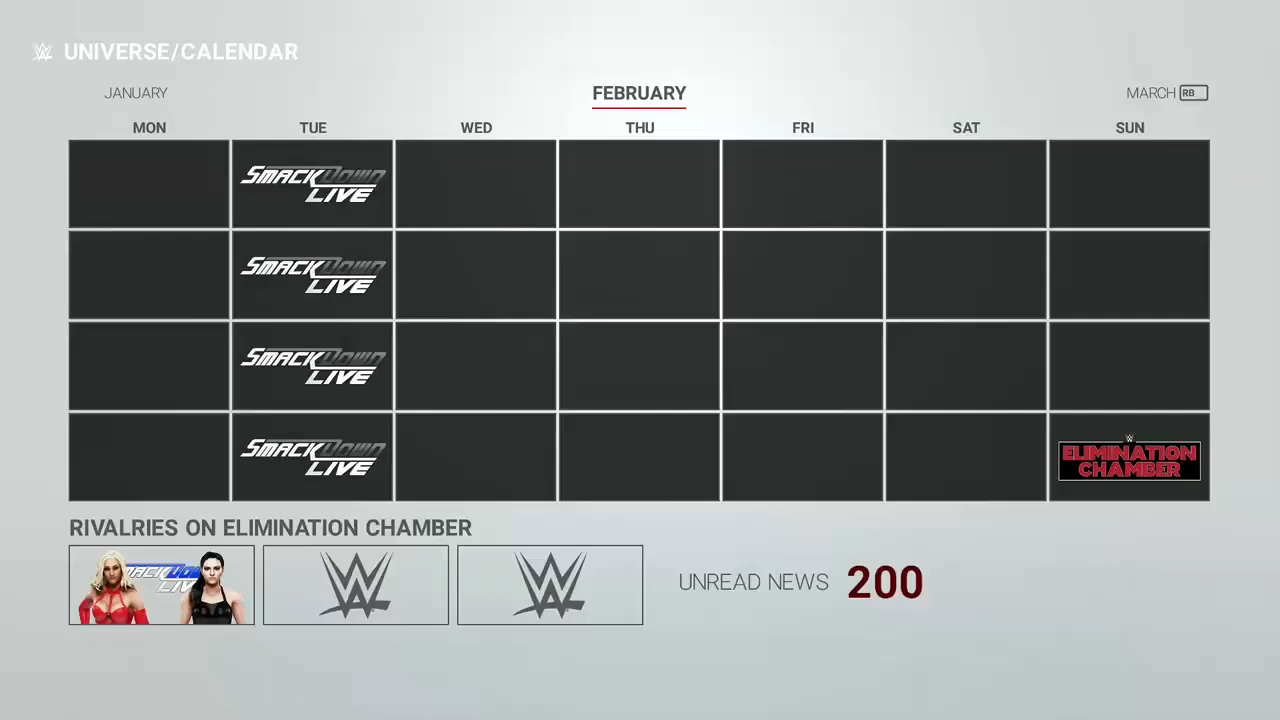 UNIVERSE/CALENDAR
JANUARY FEBRUARY MARCH RB
MON TUE WED THU FRI SAT SUN
SMACKDOWN
LIVE
SMACKDOWN
LIVE
SMACKDOWN
LIVE
SMACKDOWN
LIVE
ELIMINATION
CHAMBER
RIVALRIES ON ELIMINATION CHAMBER
UNREAD NEWS 200